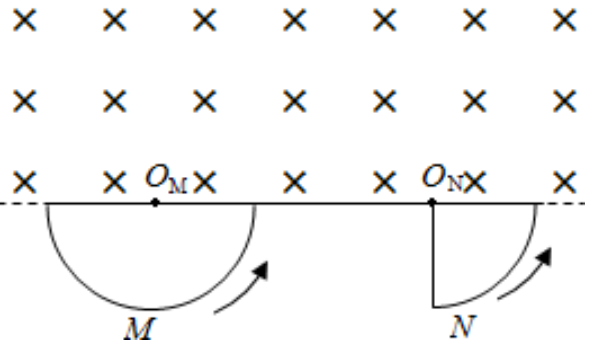 × × × × × × ×
× × × × × × ×
× × O_M × × × O_N × ×
M N